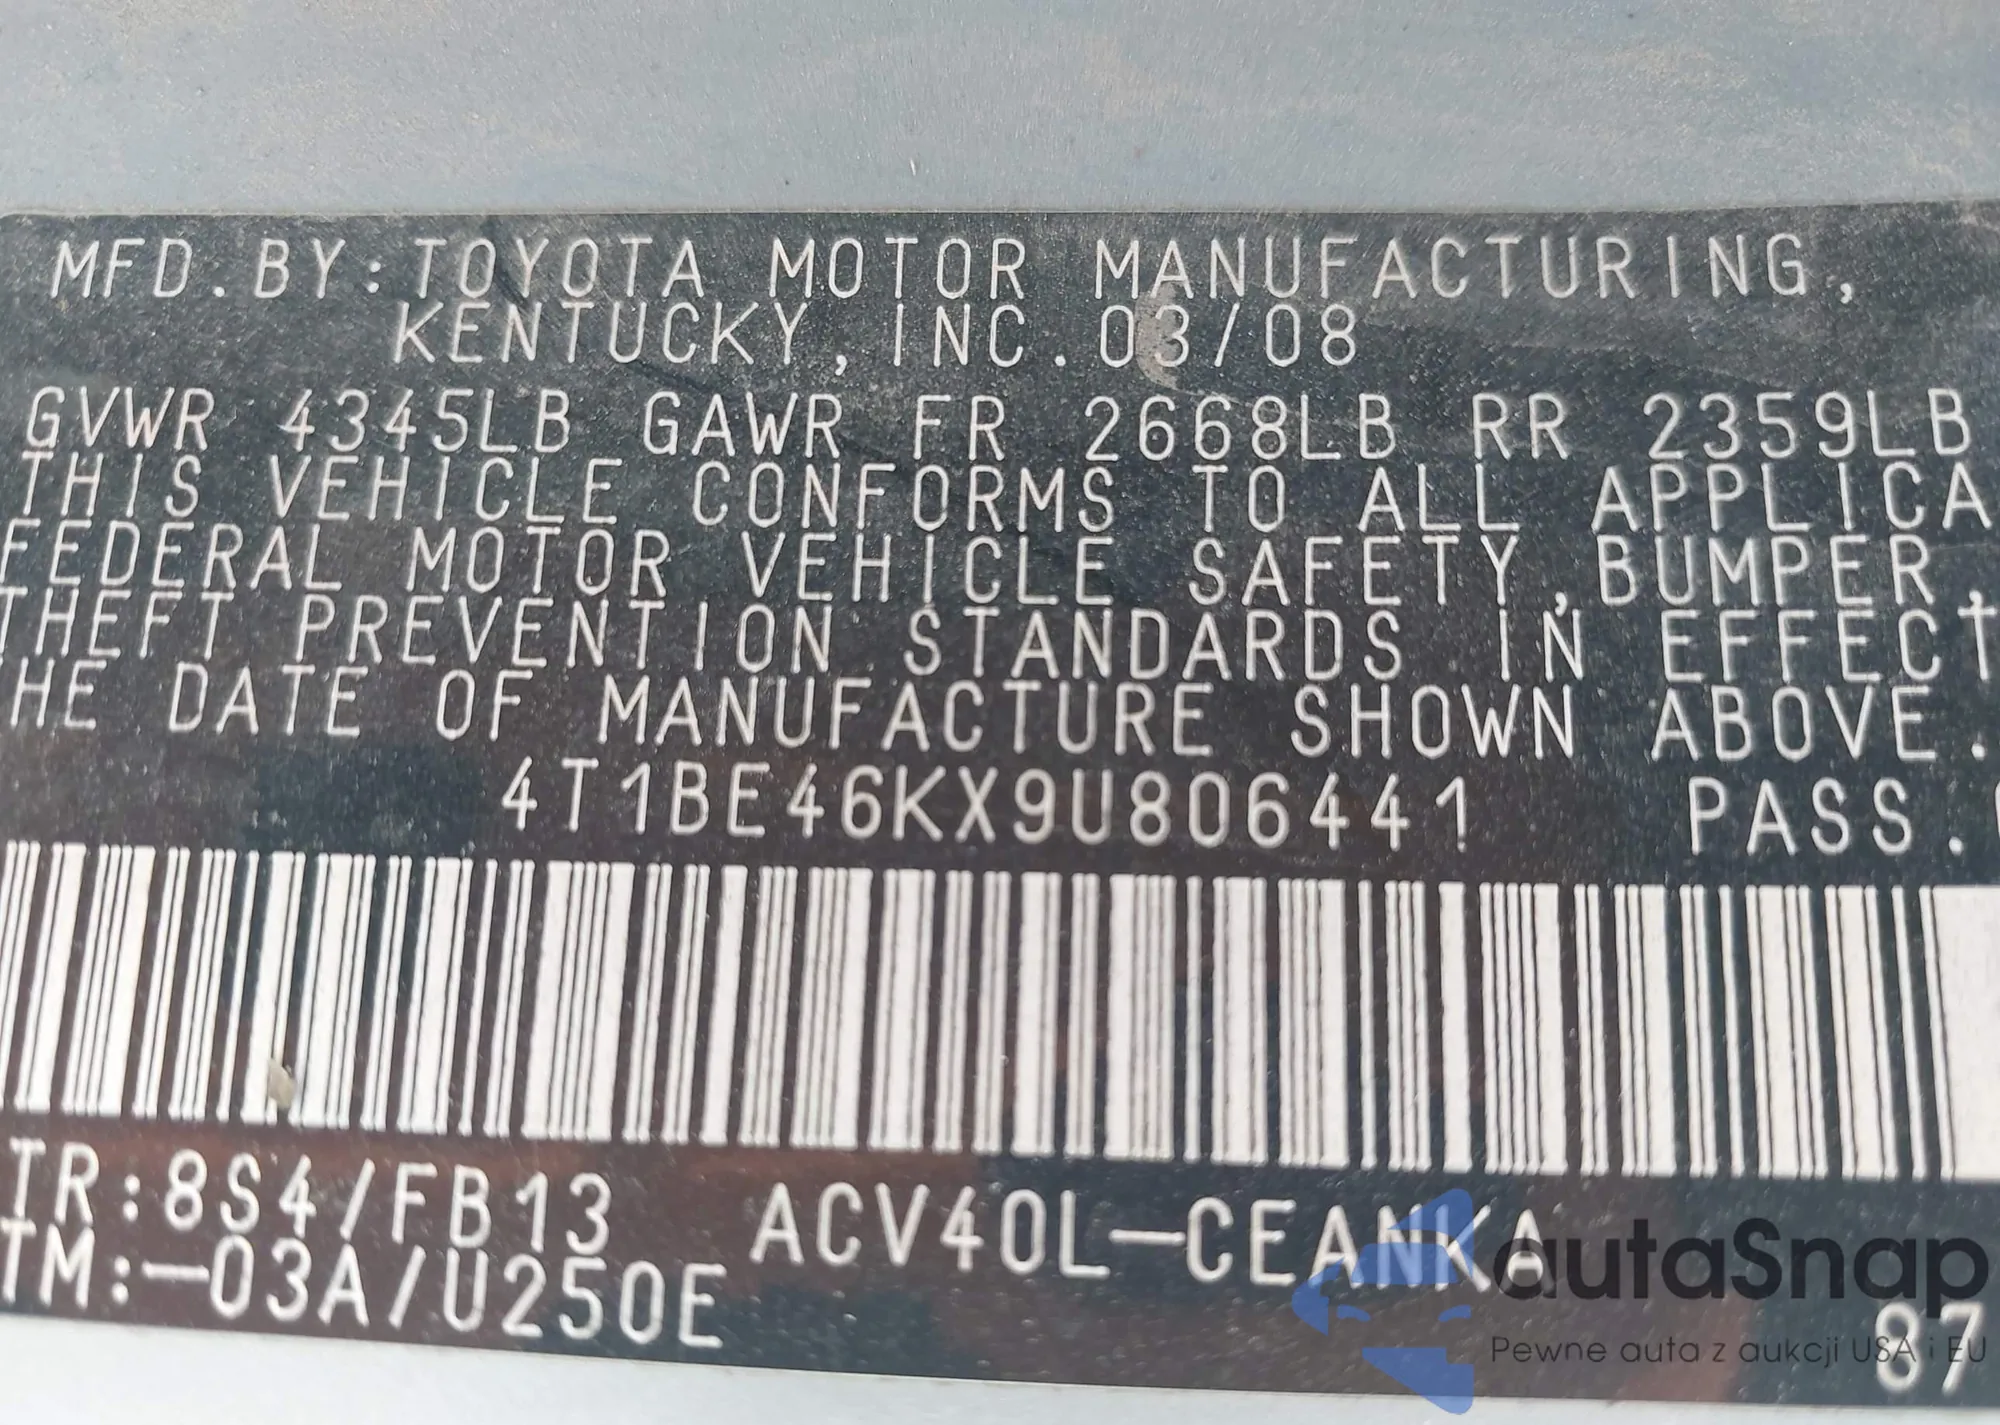 MFD.BY:TOYOTA MOTOR MANUFACTURING,
KENTUCKY, INC.03/08
GVWR 4345LB GAWR FR 2668LB RR 2359LB
THIS VEHICLE CONFORMS TO ALL APPLICA
FEDERAL MOTOR VEHICLE SAFETY,BUMPER,
THEFT PREVENTION STANDARDS IN EFFECT
HE DATE OF MANUFACTURE SHOWN ABOVE.
4T1BE46KX9U806441 PASS.
TR:8S4/FB13 ACV40L-CEANKA
TM:-03A/U250E
87
autaSnap
Pewne auta z aukcji USA i EU